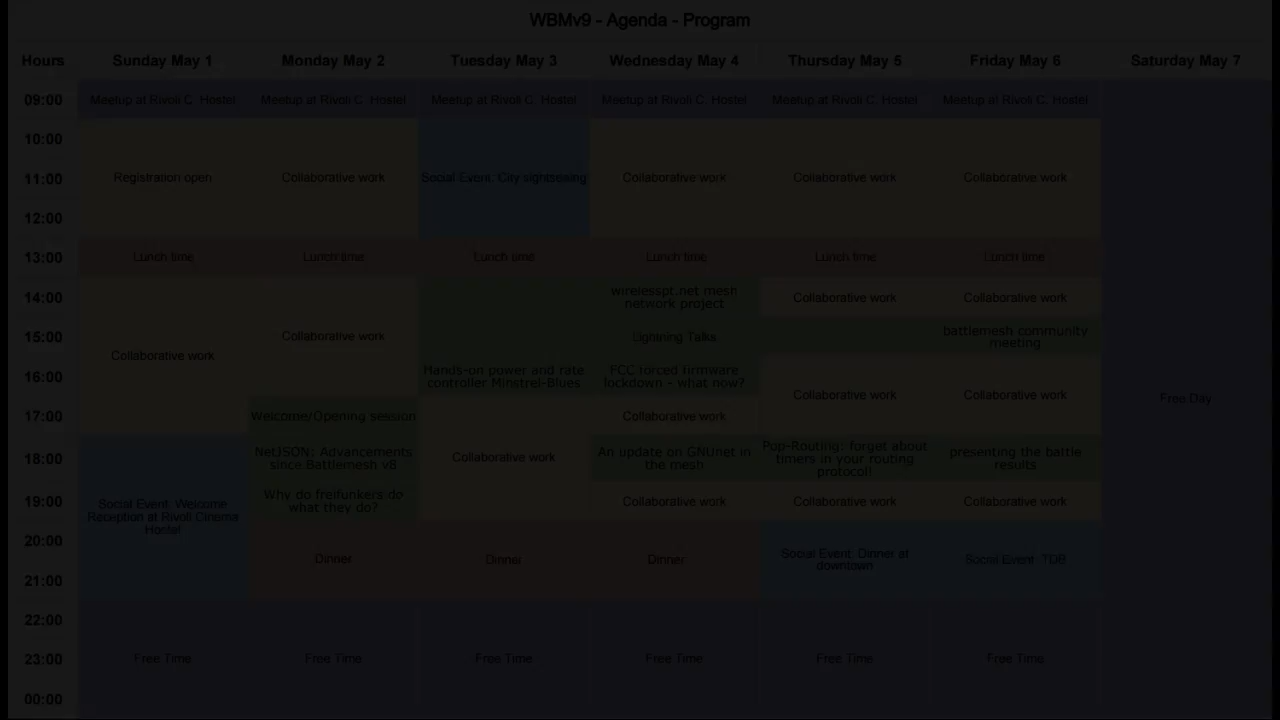 WBMv9 - Agenda - Program
Hours Sunday May 1 Monday May 2 Tuesday May 3 Wednesday May 4 Thursday May 5 Friday May 6 Saturday May 7
09:00 Meetup at Rivoli C. Hostel Meetup at Rivoli C. Hostel Meetup at Rivoli C. Hostel Meetup at Rivoli C. Hostel Meetup at Rivoli C. Hostel Meetup at Rivoli C. Hostel
10:00
11:00 Registration open Collaborative work Social Event: City sightseeing Collaborative work Collaborative work Collaborative work
12:00
13:00 Lunch time Lunch time Lunch time Lunch time Lunch time Lunch time
wirelesspt.net mesh
14:00 Collaborative work Collaborative work
network project
battlemesh community
15:00 Collaborative work Lightning Talks
meeting
Collaborative work
Hands-on power and rate FCC forced firmware
16:00
controller Minstrel-Blues lockdown - what now?
Collaborative work Collaborative work
Free Day
17:00 Welcome/Opening session Collaborative work
NetJSON: Advancements An update on GNUnet in Pop-Routing: forget about presenting the battle
18:00 Collaborative work timers in your routing
since Battlemesh v8 the mesh protocol! results
Why do freifunkers do
19:00 Collaborative work Collaborative work Collaborative work
what they do?
Social Event: Welcome
Reception at Rivoli Cinema
Hostel
20:00
Dinner Dinner Dinner Social Event: Dinner at Social Event: TDB
downtown
21:00
22:00
23:00 Free Time Free Time Free Time Free Time Free Time Free Time
00:00